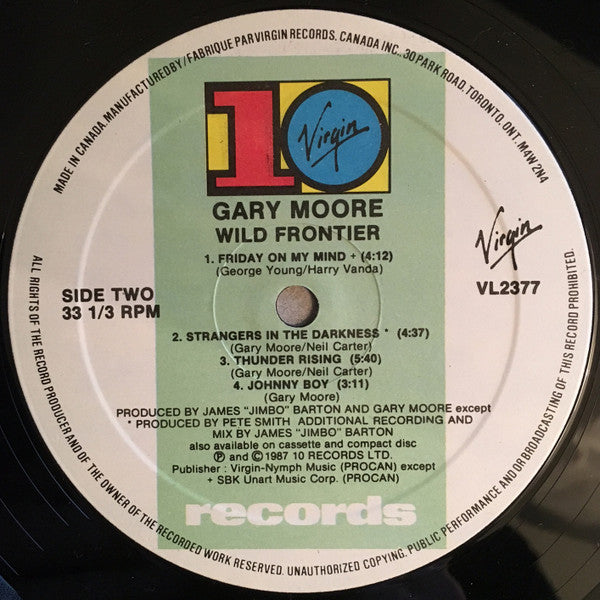 MADE IN CANADA. MANUFACTURED BY/FABRIQUE PAR VIRGIN RECORDS. CANADA INC., 30 PARK ROAD, TORONTO, ONT. M4W 2N4
10
Virgin
GARY MOORE
WILD FRONTIER
1. FRIDAY ON MY MIND + (4:12)
(George Young/Harry Vanda)
Virgin
SIDE TWO
33 1/3 RPM
VL2377
2. STRANGERS IN THE DARKNESS * (4:37)
(Gary Moore/Neil Carter)
3. THUNDER RISING (5:40)
(Gary Moore/Neil Carter)
4. JOHNNY BOY (3:11)
(Gary Moore)
PRODUCED BY JAMES "JIMBO" BARTON AND GARY MOORE except
* PRODUCED BY PETE SMITH ADDITIONAL RECORDING AND
MIX BY JAMES "JIMBO" BARTON
also available on cassette and compact disc
Ⓟ and © 1987 10 RECORDS LTD.
Publisher : Virgin-Nymph Music (PROCAN) except
+ SBK Unart Music Corp. (PROCAN)
records
ALL RIGHTS OF THE RECORD PRODUCER AND OF THE OWNER OF THE RECORDED WORK RESERVED. UNAUTHORIZED COPYING. PUBLIC PERFORMANCE AND/OR BROADCASTING OF THIS RECORD PROHIBITED.